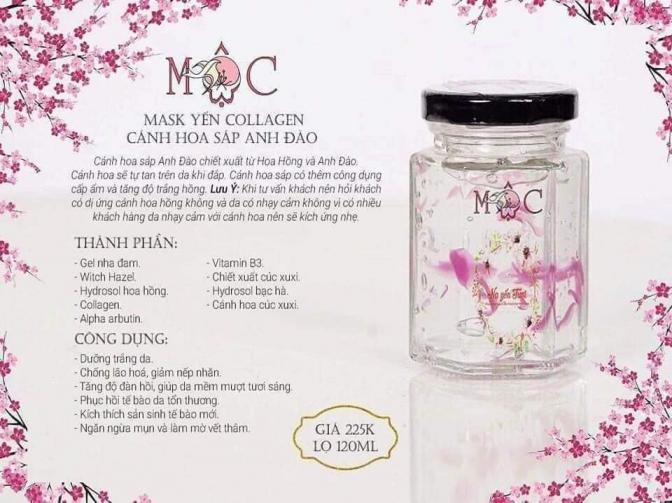 MỘC
MASK YẾN COLLAGEN
CÁNH HOA SÁP ANH ĐÀO
Cánh hoa sáp Anh Đào chiết xuất từ Hoa Hồng và Anh Đào.
Cánh hoa sẽ tự tan trên da khi đắp. Cánh hoa sáp có thêm công dụng
cấp ẩm và tăng độ trắng hồng. Lưu Ý: Khi tư vấn khách nên hỏi khách
có dị ứng cánh hoa hồng không và da có nhạy cảm không vì có nhiều
khách hàng da nhạy cảm với cánh hoa nên sẽ kích ứng nhẹ.
THÀNH PHẦN:
- Gel nha đam.
- Witch Hazel.
- Hydrosol hoa hồng.
- Collagen.
- Alpha arbutin.
- Vitamin B3.
- Chiết xuất cúc xuxi.
- Hydrosol bạc hà.
- Cánh hoa cúc xuxi.
CÔNG DỤNG:
- Dưỡng trắng da.
- Chống lão hoá, giảm nếp nhăn.
- Tăng độ đàn hồi, giúp da mềm mượt tươi sáng.
- Phục hồi tế bào da tổn thương.
- Kích thích sản sinh tế bào mới.
- Ngăn ngừa mụn và làm mờ vết thâm.
GIÁ 225K
LỌ 120ML
MỘC
Nạ yến Tươi